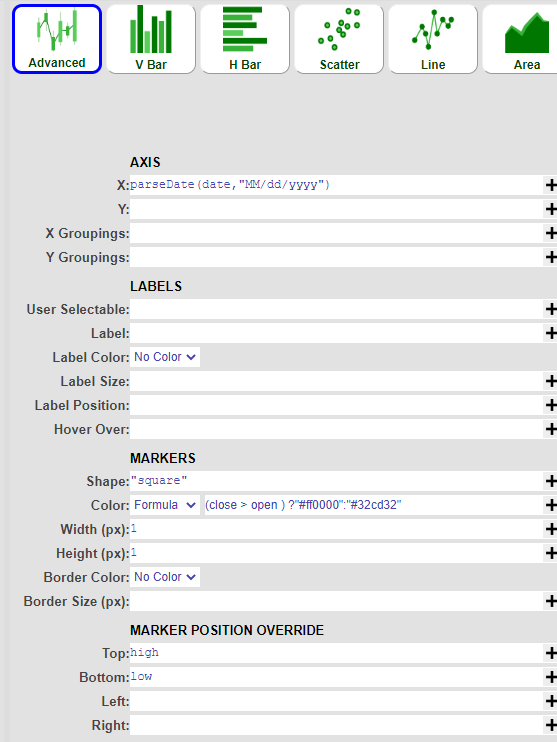 Advanced V Bar H Bar Scatter Line Area
AXIS
X: parseDate(date,"MM/dd/yyyy") +
Y: +
X Groupings: +
Y Groupings: +
LABELS
User Selectable: +
Label: +
Label Color: No Color
Label Size: +
Label Position: +
Hover Over: +
MARKERS
Shape: "square" +
Color: Formula (close > open ) ?"#ff0000":"#32cd32" +
Width (px): 1 +
Height (px): 1 +
Border Color: No Color
Border Size (px): +
MARKER POSITION OVERRIDE
Top: high +
Bottom: low +
Left: +
Right: +